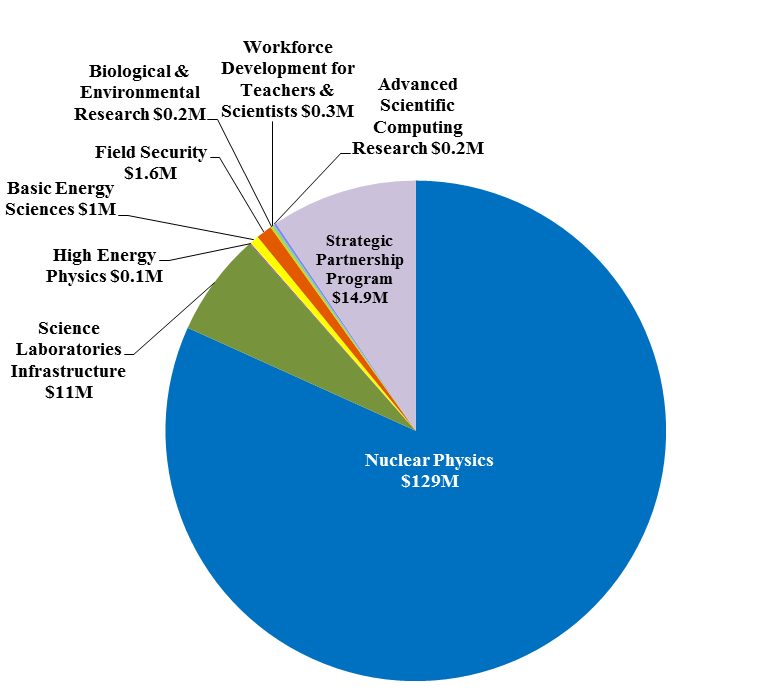 Workforce
Development for
Teachers &
Scientists $0.3M
Biological &
Environmental
Research $0.2M
Advanced
Scientific
Computing
Research $0.2M
Field Security
$1.6M
Basic Energy
Sciences $1M
High Energy
Physics $0.1M
Strategic
Partnership
Program
$14.9M
Science
Laboratories
Infrastructure
$11M
Nuclear Physics
$129M